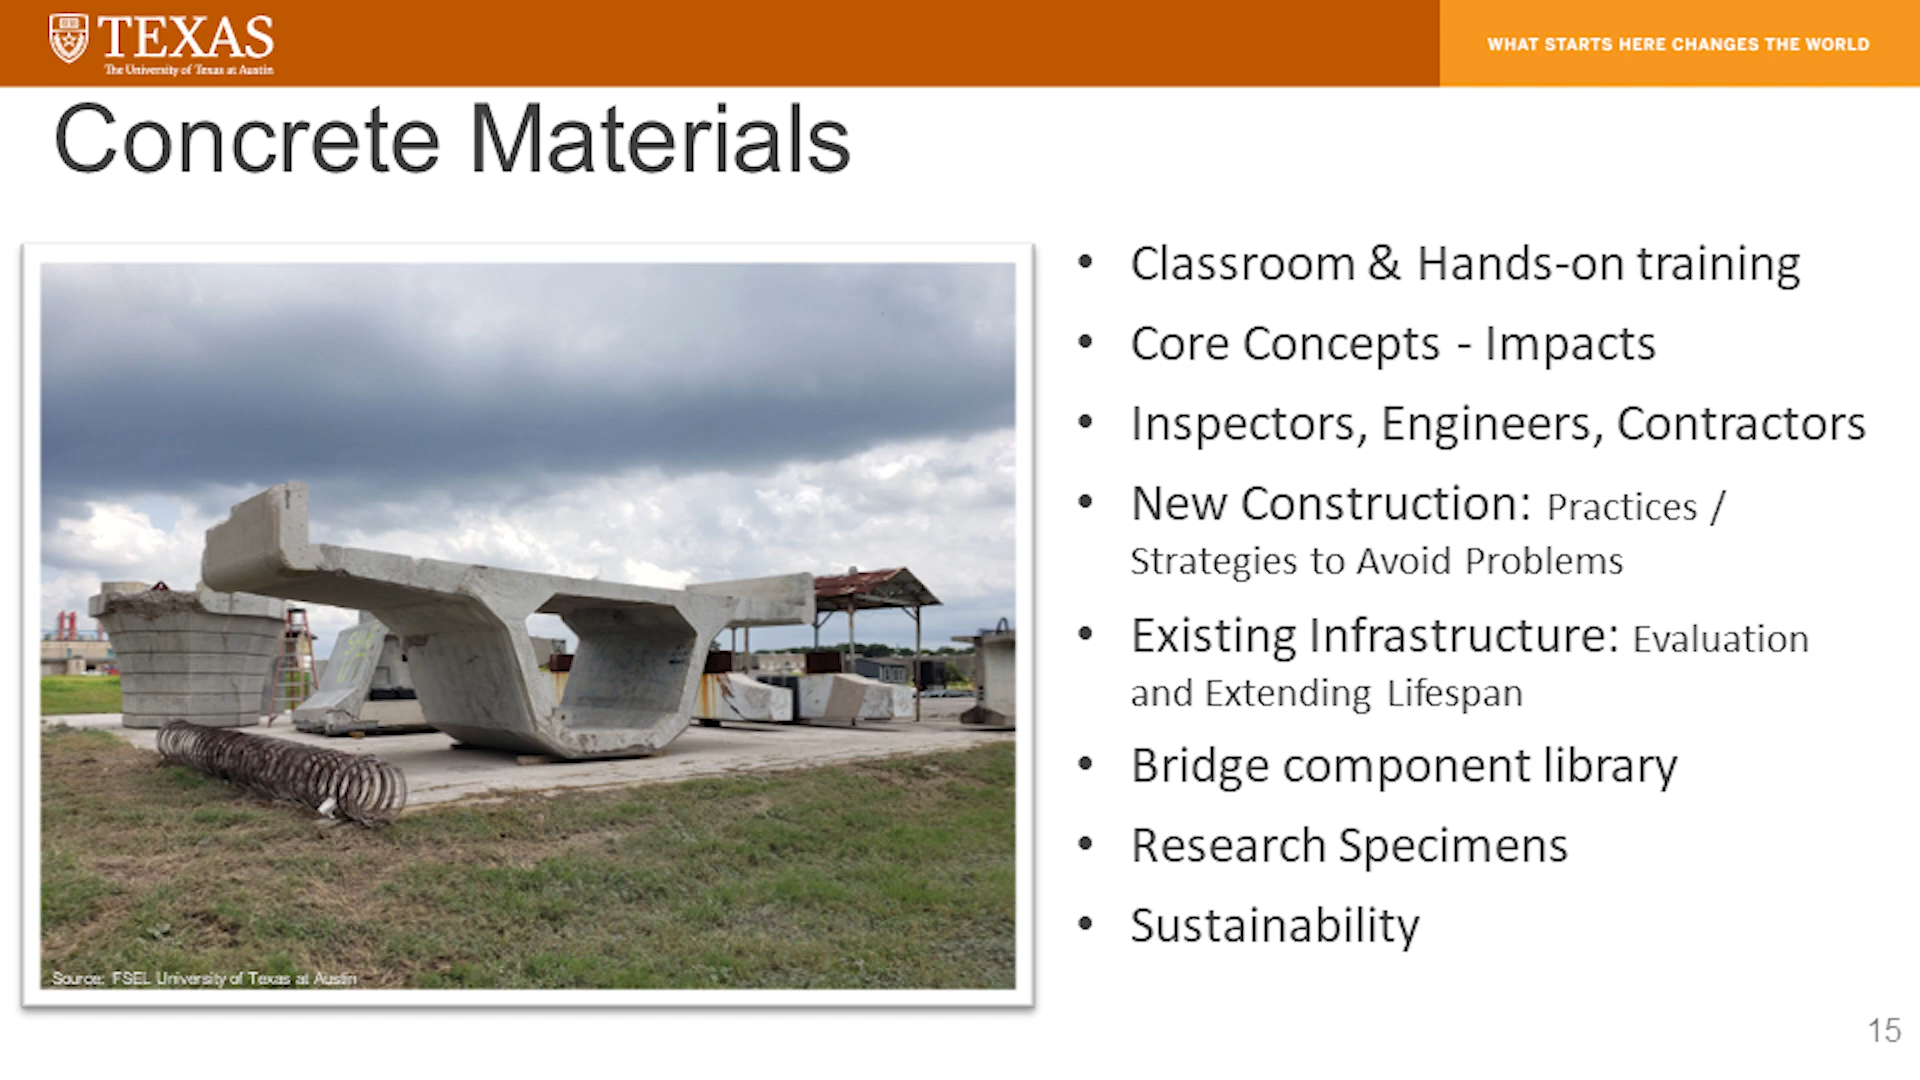 TEXAS
The University of Texas at Austin
WHAT STARTS HERE CHANGES THE WORLD
Concrete Materials
• Classroom & Hands-on training
• Core Concepts - Impacts
• Inspectors, Engineers, Contractors
• New Construction: Practices /
Strategies to Avoid Problems
• Existing Infrastructure: Evaluation
and Extending Lifespan
• Bridge component library
• Research Specimens
• Sustainability
Source: FSEL University of Texas at Austin
15